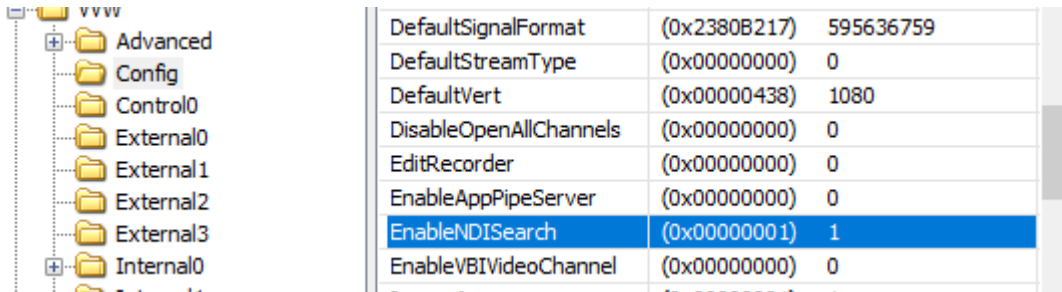 VVW
Advanced
Config
Control0
External0
External1
External2
External3
Internal0
DefaultSignalFormat (0x2380B217) 595636759
DefaultStreamType (0x00000000) 0
DefaultVert (0x00000438) 1080
DisableOpenAllChannels (0x00000000) 0
EditRecorder (0x00000000) 0
EnableAppPipeServer (0x00000000) 0
EnableNDISearch (0x00000001) 1
EnableVBIVideoChannel (0x00000000) 0